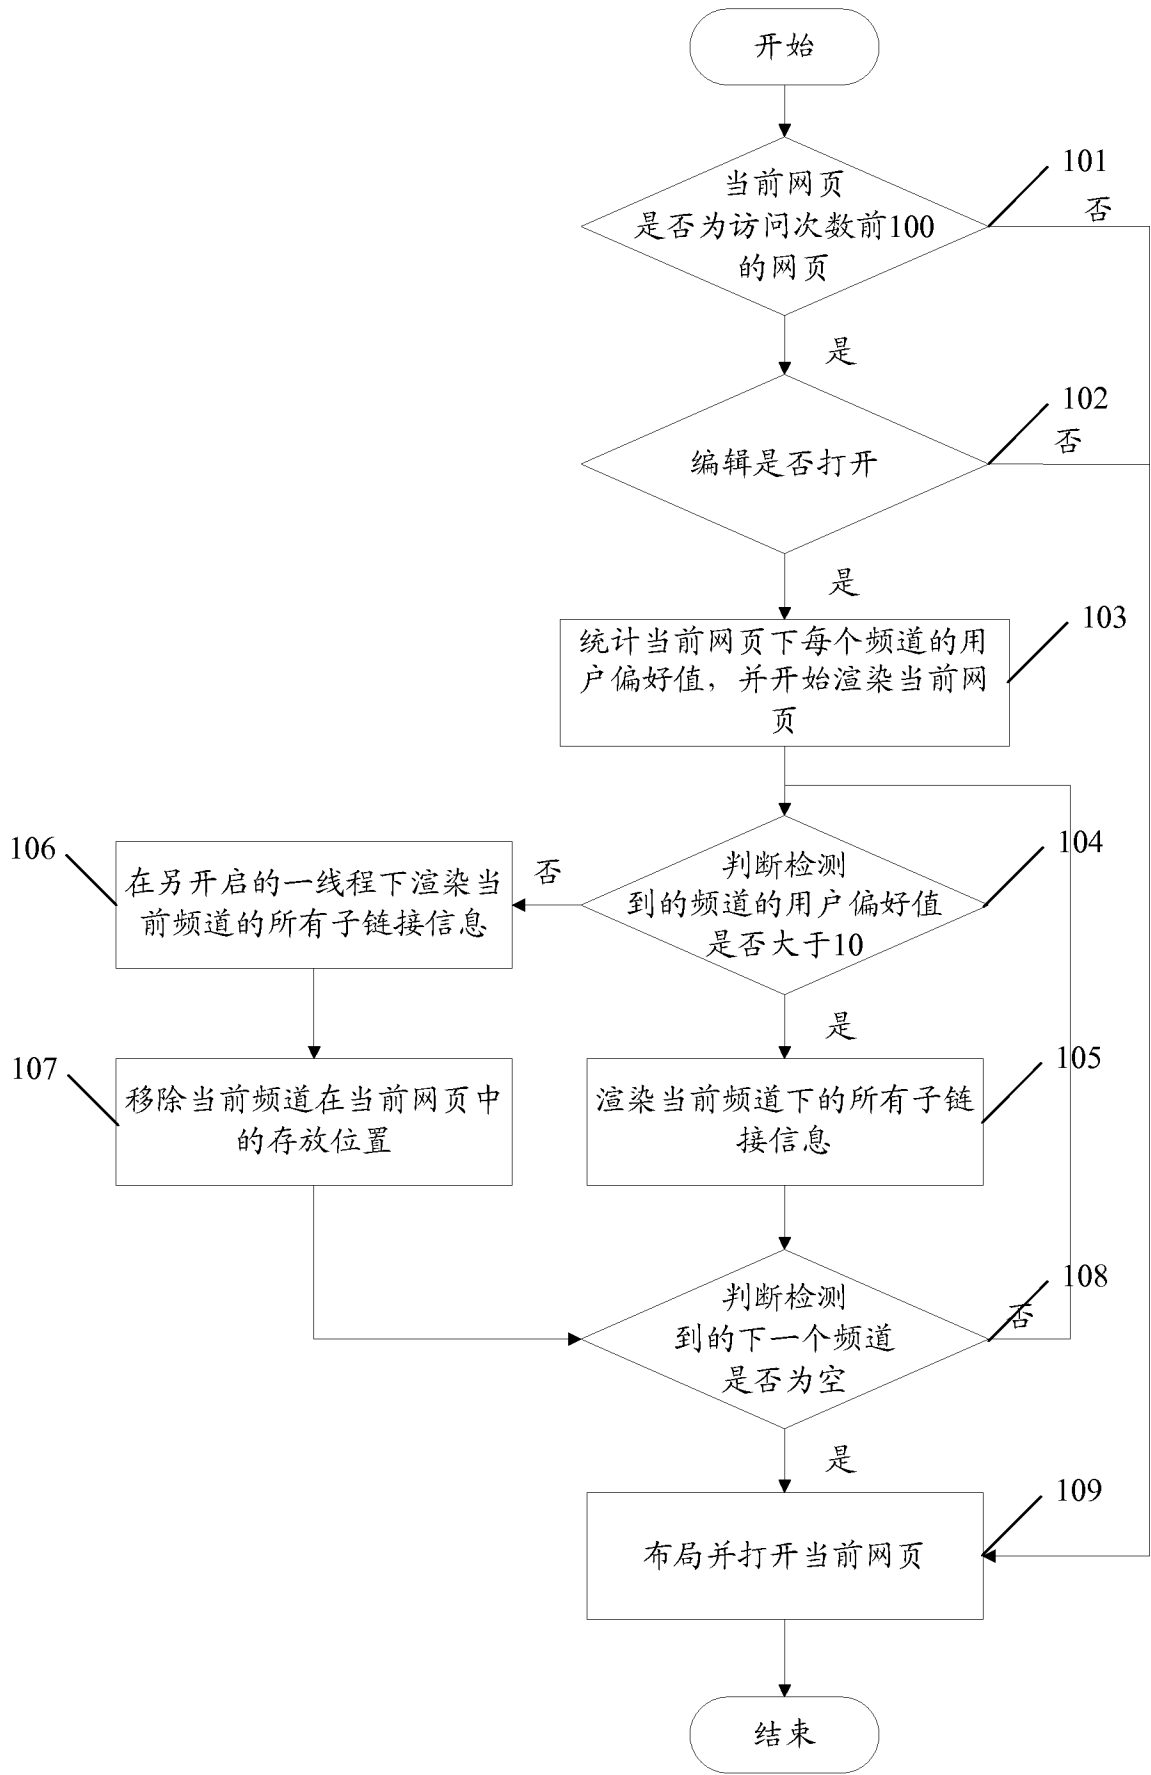 开始
当前网页
是否为访问次数前100
的网页
101
否
是
编辑是否打开
102
否
是
统计当前网页下每个频道的用
户偏好值，并开始渲染当前网
页
103
判断检测
到的频道的用户偏好值
是否大于10
104
否
在另开启的一线程下渲染当
前频道的所有子链接信息
106
是
移除当前频道在当前网页中
的存放位置
107
渲染当前频道下的所有子链
接信息
105
判断检测
到的下一个频道
是否为空
108
否
是
布局并打开当前网页
109
结束